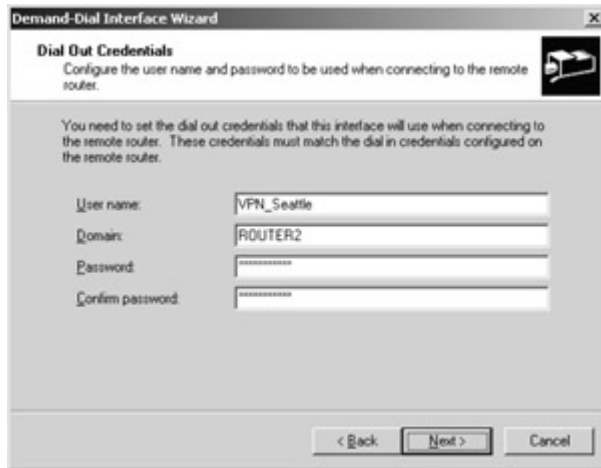 Demand-Dial Interface Wizard
Dial Out Credentials
Configure the user name and password to be used when connecting to the remote
router.
You need to set the dial out credentials that this interface will use when connecting to
the remote router. These credentials must match the dial in credentials configured on
the remote router.
User name: VPN_Seattle
Domain: ROUTER2
Password: ***********
Confirm password: ***********
< Back Next > Cancel